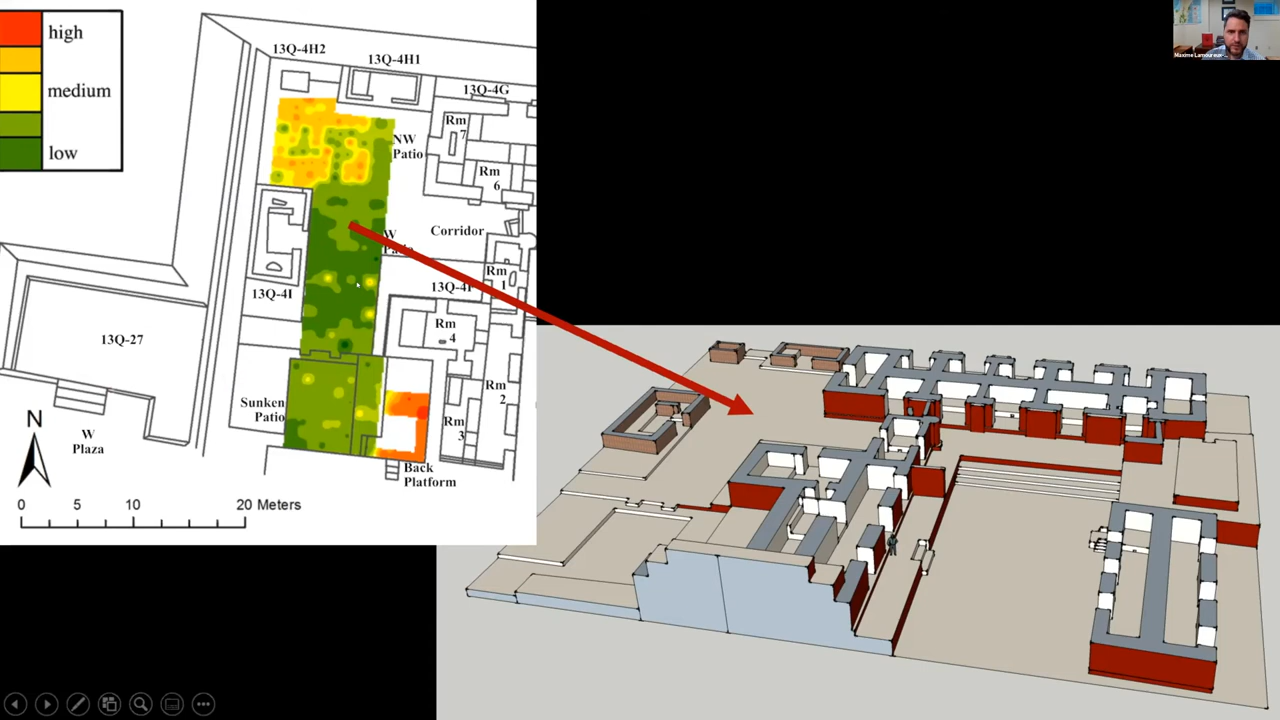 high
medium
low
13Q-4H2
13Q-4H1
13Q-4G
Rm
7
NW
Patio
Rm
6
W
Corridor
Rm
1
13Q-4I
Rm
4
13Q-27
Rm
2
Sunken
Patio
Rm
3
N
W
Plaza
Back
Platform
0 5 10 20 Meters
Maxime Lamoureux-